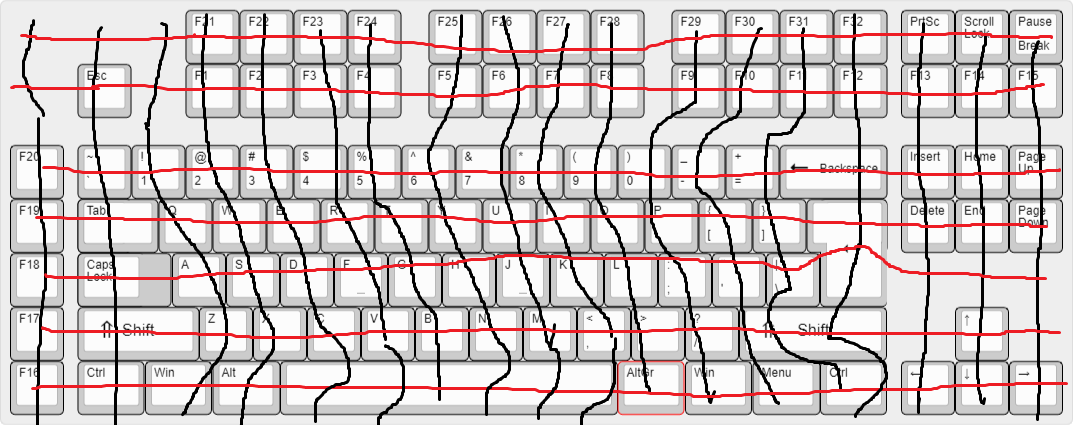 F21 F22 F23 F24 F25 F26 F27 F28 F29 F30 F31 F32 PrtSc Scroll Lock Pause Break
Esc F1 F2 F3 F4 F5 F6 F7 F8 F9 F10 F11 F12 F13 F14 F15
F20 ~ ` ! 1 @ 2 # 3 $ 4 % 5 ^ 6 & 7 * 8 ( 9 ) 0 _ - + = ← Backspace Insert Home Page Up
F19 Tab Q W E R Y U O P { [ } ] Delete End Page Down
F18 Caps Lock A S D F _ G H J _ K L : ; " ' | \
F17 ⇧ Shift Z X C V B N M < , > . ? / ⇧ Shift ↑
F16 Ctrl Win Alt AltGr Win Menu Ctrl ← ↓ →